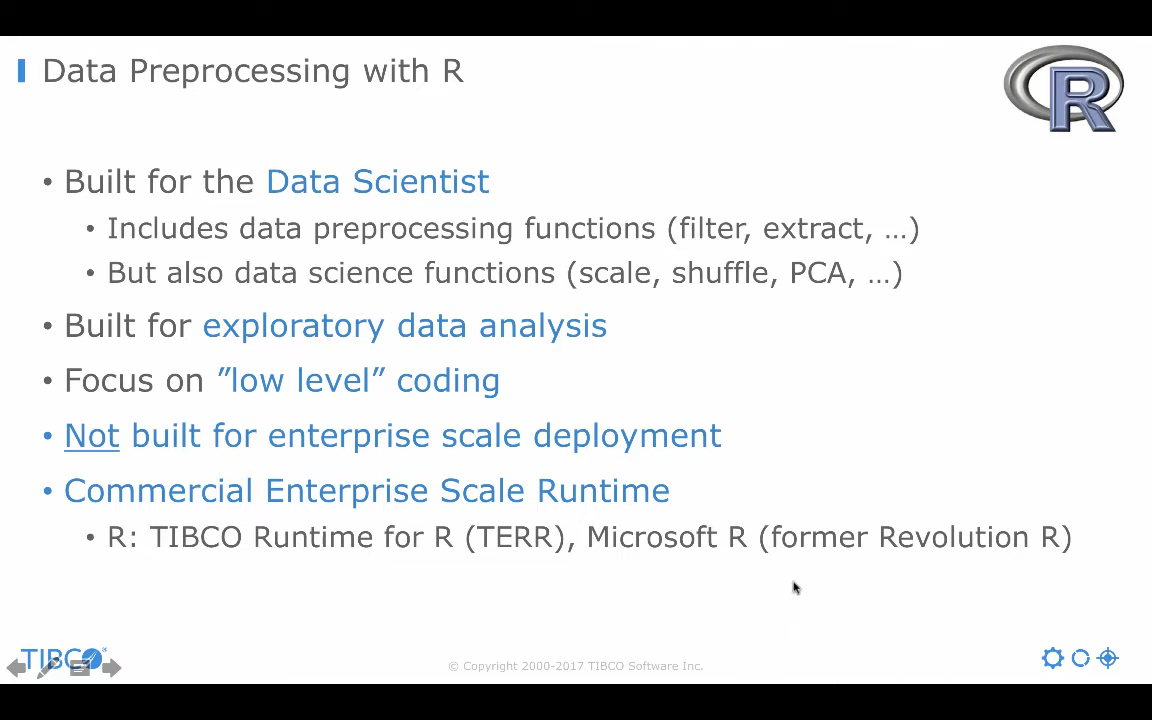 Data Preprocessing with R
R
• Built for the Data Scientist
• Includes data preprocessing functions (filter, extract, …)
• But also data science functions (scale, shuffle, PCA, …)
• Built for exploratory data analysis
• Focus on ”low level” coding
• Not built for enterprise scale deployment
• Commercial Enterprise Scale Runtime
• R: TIBCO Runtime for R (TERR), Microsoft R (former Revolution R)
TIBCO®
© Copyright 2000-2017 TIBCO Software Inc.